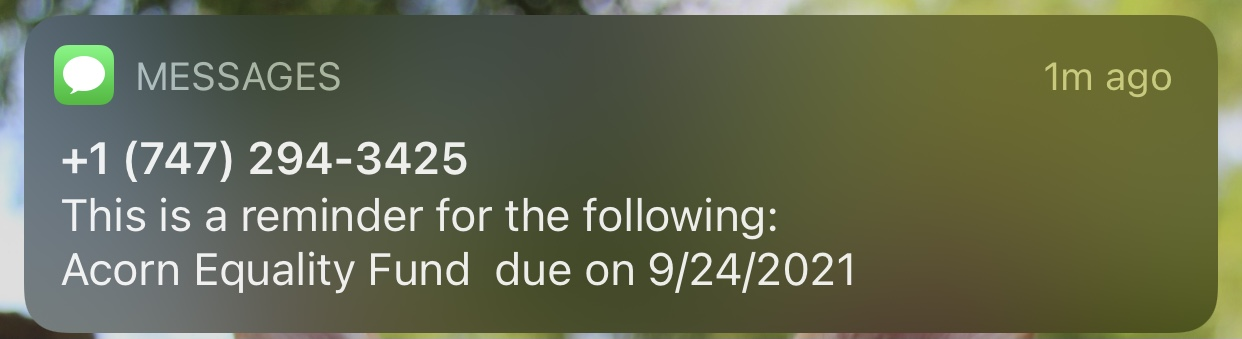 MESSAGES 1m ago
+1 (747) 294-3425
This is a reminder for the following:
Acorn Equality Fund  due on 9/24/2021